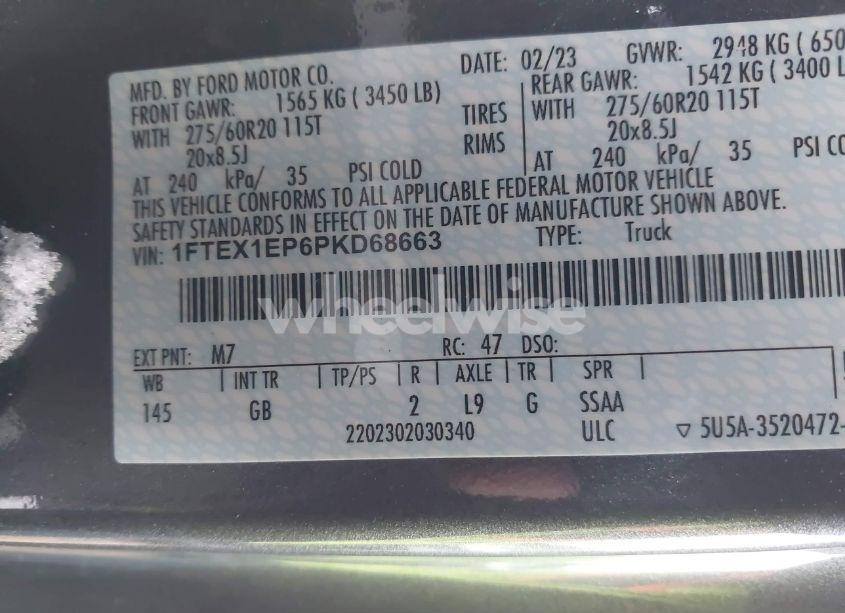 MFD. BY FORD MOTOR CO. DATE: 02/23 GVWR: 2948 KG ( 650
FRONT GAWR: 1565 KG ( 3450 LB) REAR GAWR: 1542 KG ( 3400 L
WITH 275/60R20 115T TIRES WITH 275/60R20 115T
20x8.5J RIMS 20x8.5J
AT 240 kPa/ 35 PSI COLD AT 240 kPa/ 35 PSI CO
THIS VEHICLE CONFORMS TO ALL APPLICABLE FEDERAL MOTOR VEHICLE
SAFETY STANDARDS IN EFFECT ON THE DATE OF MANUFACTURE SHOWN ABOVE.
VIN: 1FTEX1EP6PKD68663 TYPE: Truck
wheelwise
EXT PNT: M7 RC: 47 DSO:
WB INT TR TP/PS R AXLE TR SPR
145 GB 2 L9 G SSAA
2202302030340 ULC ▽ 5U5A-3520472-